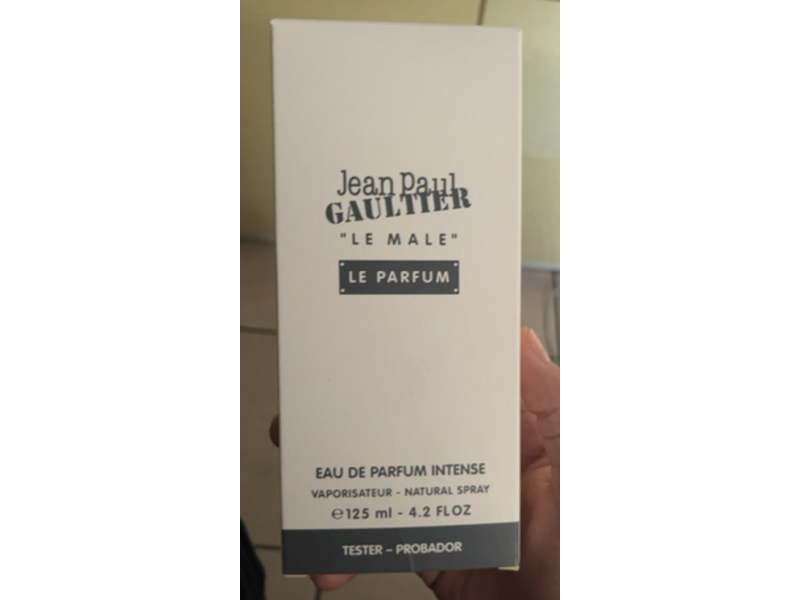 Jean Paul
GAULTIER
"LE MALE"
LE PARFUM
EAU DE PARFUM INTENSE
VAPORISATEUR - NATURAL SPRAY
℮125 ml - 4.2 FLOZ
TESTER – PROBADOR